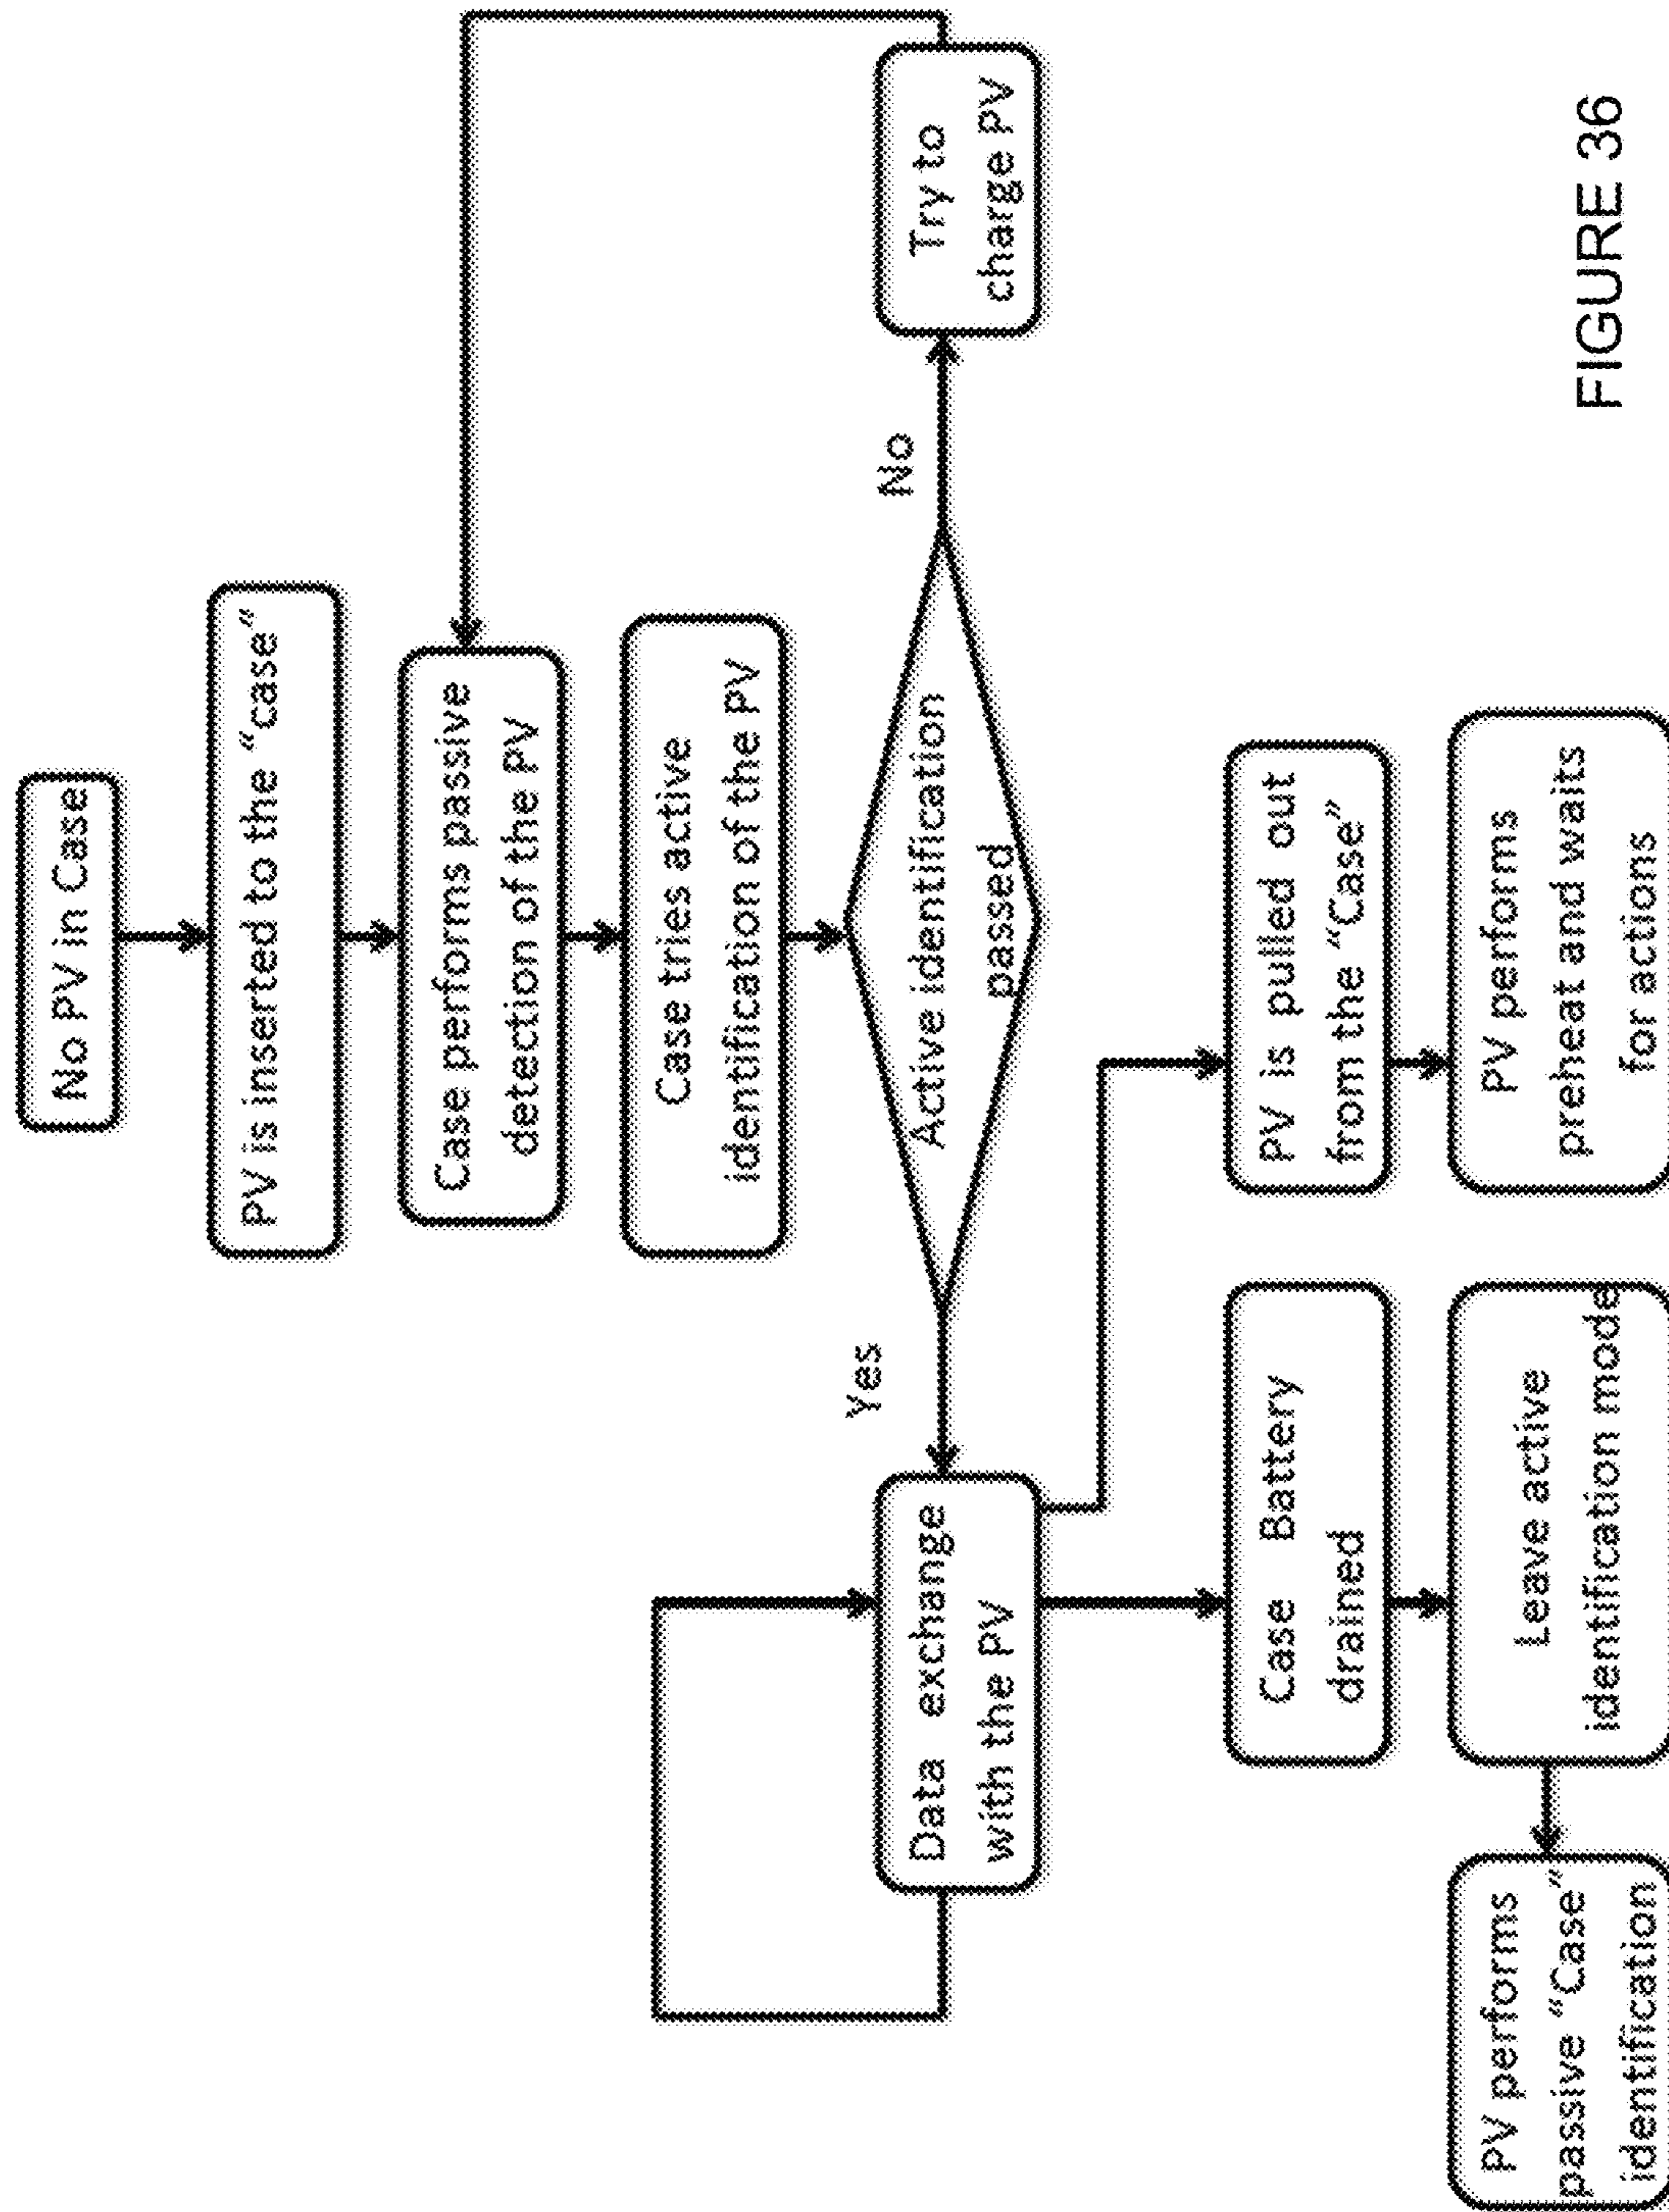 No PV in Case
PV is inserted to the “case”
Case performs passive
detection of the PV
Case tries active
identification of the PV
Active identification
passed
Yes
No
Try to
charge PV
Data exchange
with the PV
Case Battery
drained
PV is pulled out
from the “Case”
Leave active
identification mode
PV performs
preheat and waits
for actions
PV performs
passive “Case”
identification
FIGURE 36